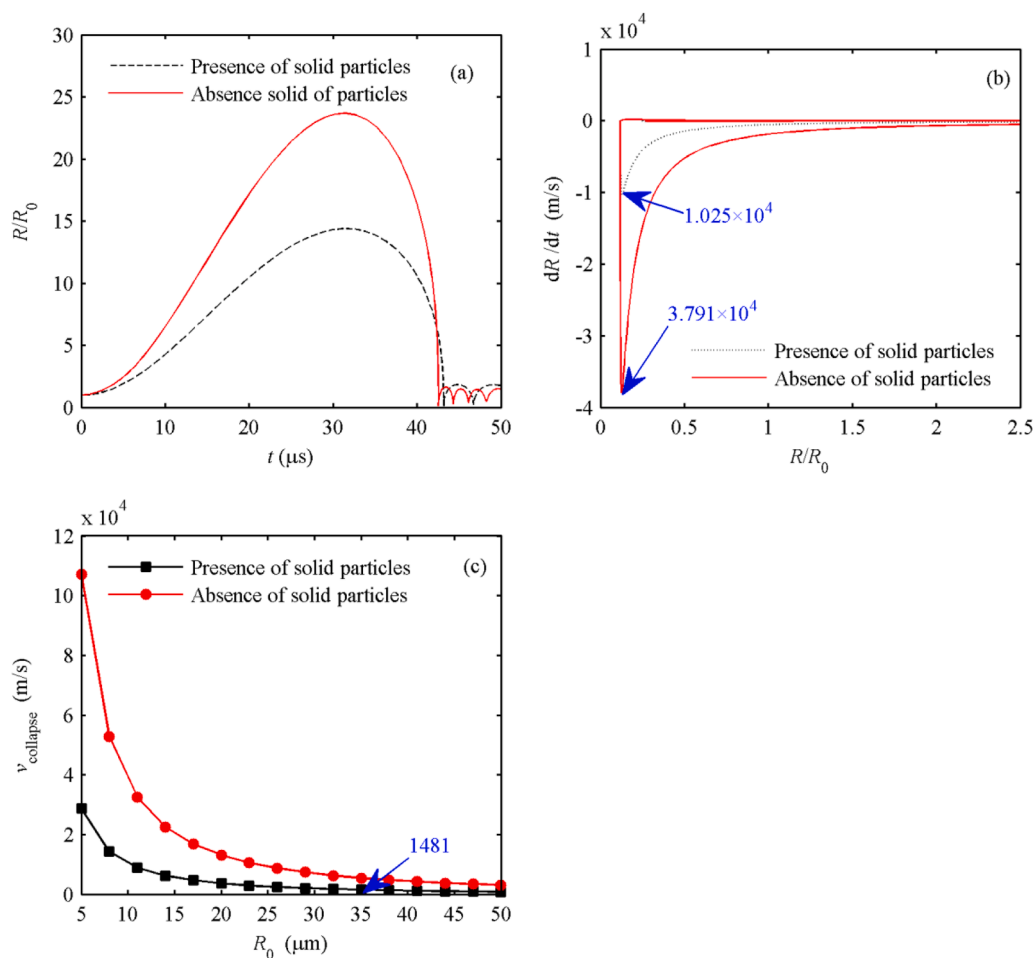 30
25
20
15
10
5
0
R/R0
Presence of solid particles
Absence solid of particles
(a)
0 10 20 30 40 50
t (μs)
x 10^4
1
0
-1
-2
-3
-4
dR /dt (m/s)
(b)
1.025×10^4
3.791×10^4
Presence of solid particles
Absence of solid particles
0 0.5 1 1.5 2 2.5
R/R0
x 10^4
12
10
8
6
4
2
0
vcollapse (m/s)
Presence of solid particles
Absence of solid particles
(c)
1481
5 10 15 20 25 30 35 40 45 50
R0 (μm)